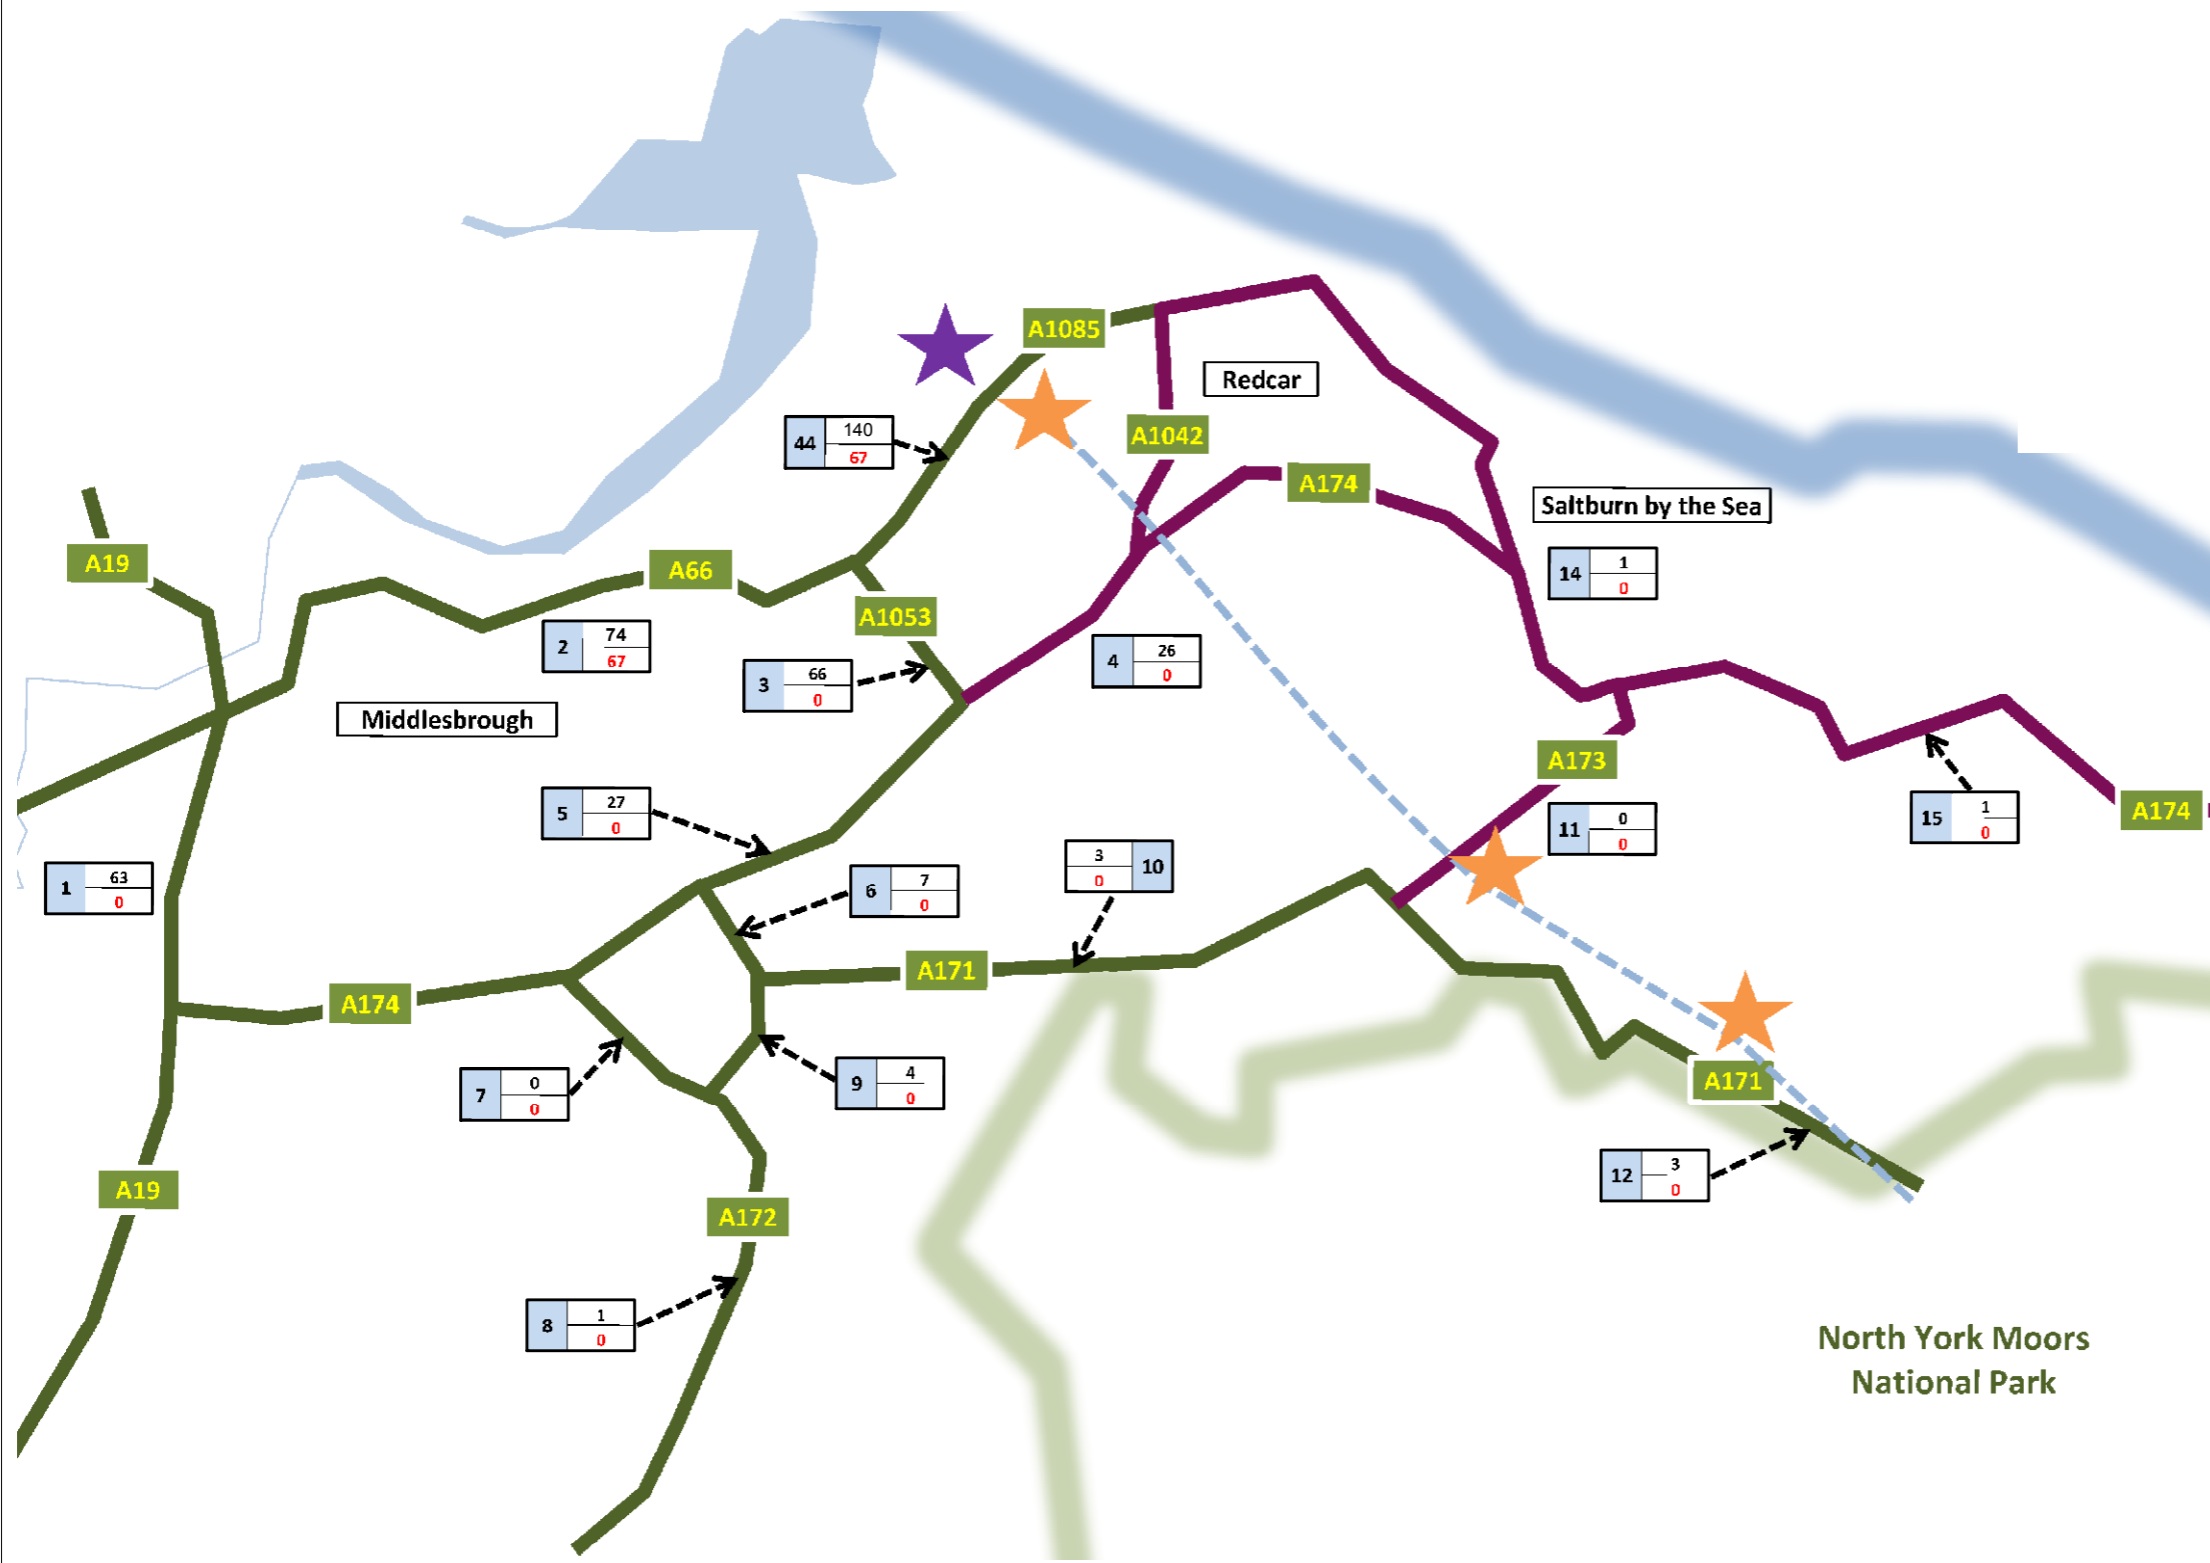 A1085
Redcar
44 140
67
A1042
A174
Saltburn by the Sea
A19
A66
14 1
0
A1053
2 74
67
3 66
0
4 26
0
Middlesbrough
A173
5 27
0
15 1
0
A174
11 0
0
1 63
0
6 7
0
3 10
0
A171
A174
7 0
0
9 4
0
A171
12 3
0
A19
A172
8 1
0
North York Moors
National Park